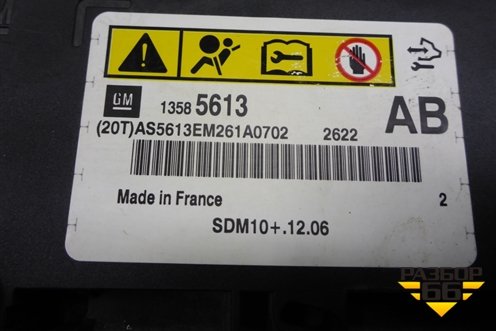 GM 1358 5613 AB
(20T)AS5613EM261A0702 2622
Made in France 2
SDM10+.12.06
РАЗБОР
66